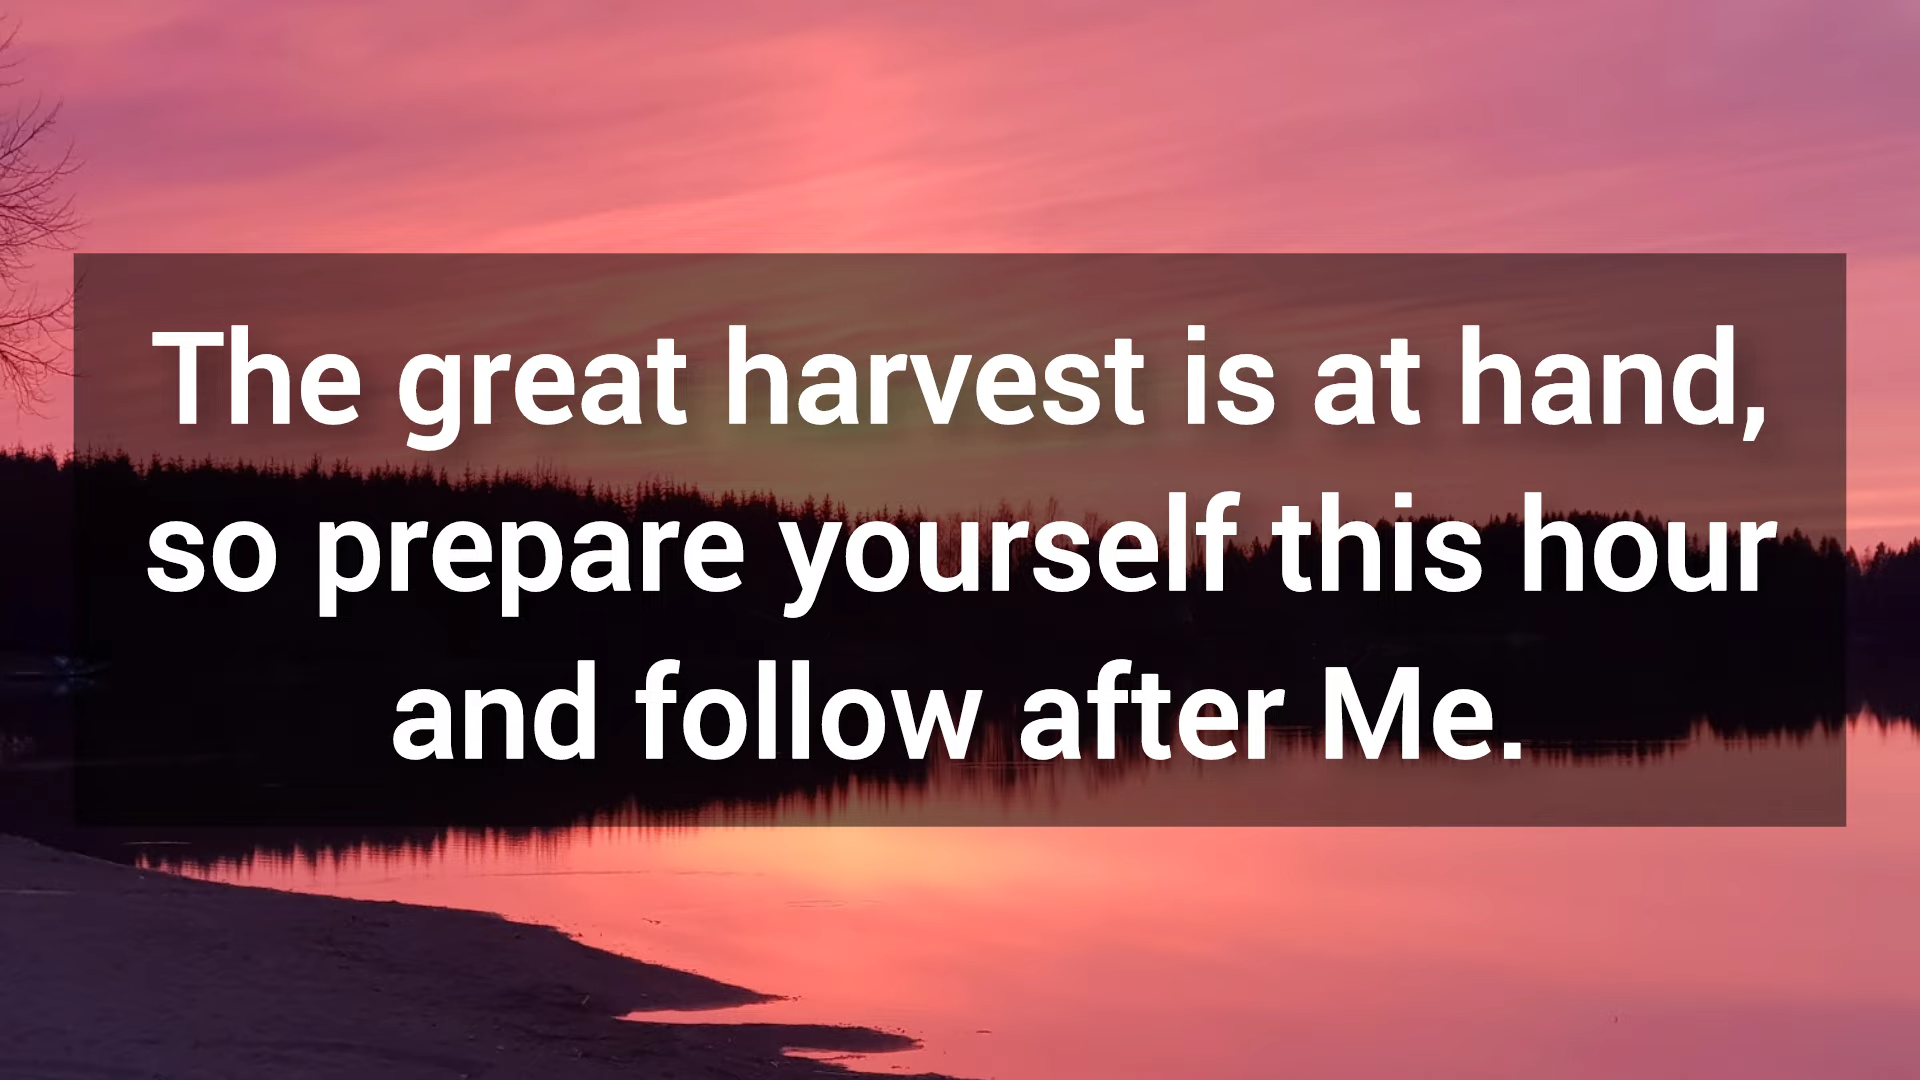 The great harvest is at hand,
so prepare yourself this hour
and follow after Me.